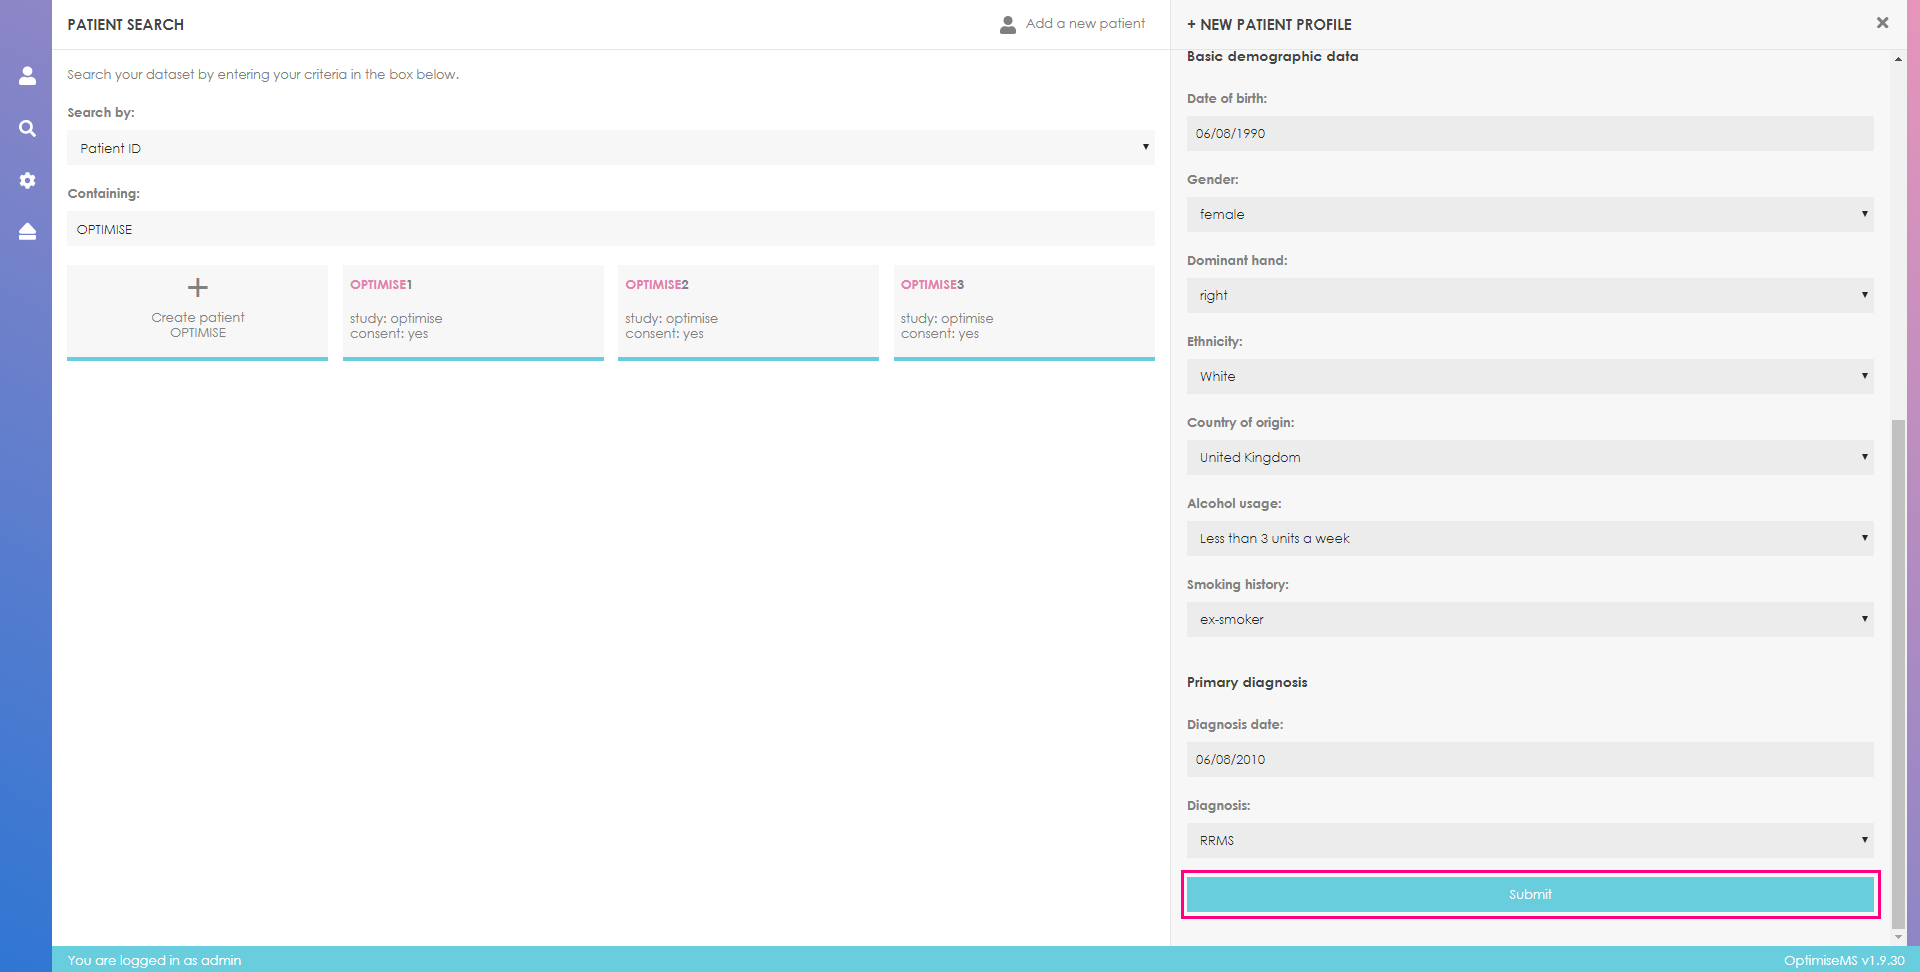 PATIENT SEARCH
Add a new patient
Search your dataset by entering your criteria in the box below.
Search by:
Patient ID
Containing:
OPTIMISE
Create patient
OPTIMISE
OPTIMISE1
study: optimise
consent: yes
OPTIMISE2
study: optimise
consent: yes
OPTIMISE3
study: optimise
consent: yes
+ NEW PATIENT PROFILE
Basic demographic data
Date of birth:
06/08/1990
Gender:
female
Dominant hand:
right
Ethnicity:
White
Country of origin:
United Kingdom
Alcohol usage:
Less than 3 units a week
Smoking history:
ex-smoker
Primary diagnosis
Diagnosis date:
06/08/2010
Diagnosis:
RRMS
Submit
You are logged in as admin
OptimiseMS v1.9.30